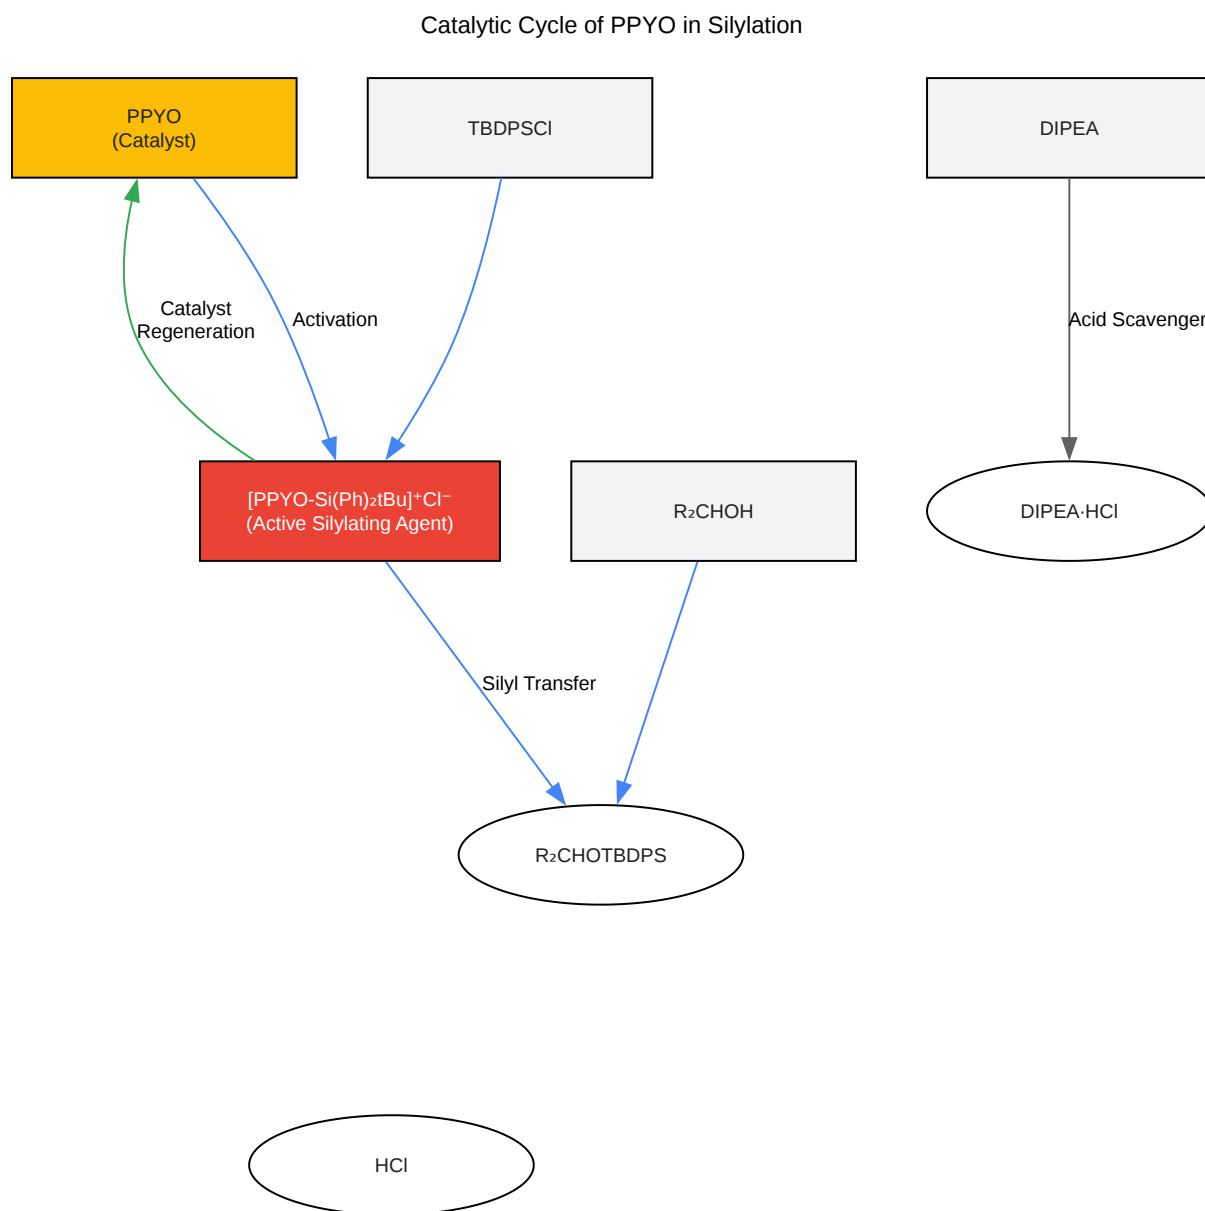 Catalytic Cycle of PPYO in Silylation
PPYO
(Catalyst)
TBDPSCl
DIPEA
Catalyst
Regeneration
Activation
Acid Scavenger
[PPYO-Si(Ph)₂tBu]⁺Cl⁻
(Active Silylating Agent)
R₂CHOH
DIPEA·HCl
Silyl Transfer
R₂CHOTBDPS
HCl